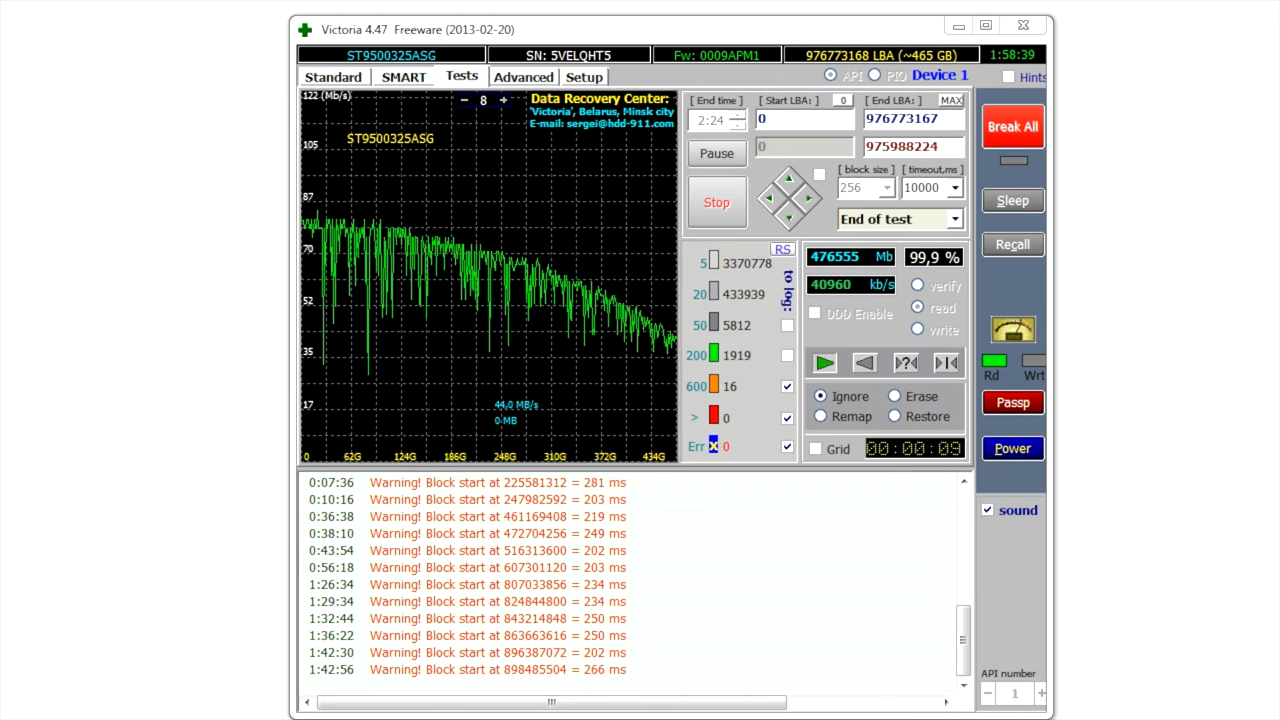 Victoria 4.47  Freeware (2013-02-20)
ST9500325ASG
SN: 5VELQHT5
Fw: 0009APM1
976773168 LBA (~465 GB)
1:58:39
Standard
SMART
Tests
Advanced
Setup
API
PIO
Device 1
Hints
122 (Mb/s)
105
87
70
52
35
17
0
62G
124G
186G
248G
310G
372G
434G
− 8 +
Data Recovery Center:
'Victoria', Belarus, Minsk city
E-mail: sergei@hdd-911.com
ST9500325ASG
44,0 MB/s
0 MB
[ End time ]
[ Start LBA: ]
0
[ End LBA: ]
MAX
2:24
0
976773167
Pause
0
975988224
Stop
[ block size ]
[ timeout,ms ]
256
10000
End of test
RS
to log:
5
3370778
20
433939
50
5812
200
1919
600
16
>
0
Err
x
0
476555 Mb
99,9 %
40960 kb/s
verify
DDD Enable
read
write
Ignore
Erase
Remap
Restore
Grid
00:00:09
Break All
Sleep
Recall
Rd
Wrt
Passp
Power
sound
API number
− 1 +
0:07:36 Warning! Block start at 225581312 = 281 ms
0:10:16 Warning! Block start at 247982592 = 203 ms
0:36:38 Warning! Block start at 461169408 = 219 ms
0:38:10 Warning! Block start at 472704256 = 249 ms
0:43:54 Warning! Block start at 516313600 = 202 ms
0:56:18 Warning! Block start at 607301120 = 203 ms
1:26:34 Warning! Block start at 807033856 = 234 ms
1:29:34 Warning! Block start at 824844800 = 234 ms
1:32:44 Warning! Block start at 843214848 = 250 ms
1:36:22 Warning! Block start at 863663616 = 250 ms
1:42:30 Warning! Block start at 896387072 = 202 ms
1:42:56 Warning! Block start at 898485504 = 266 ms